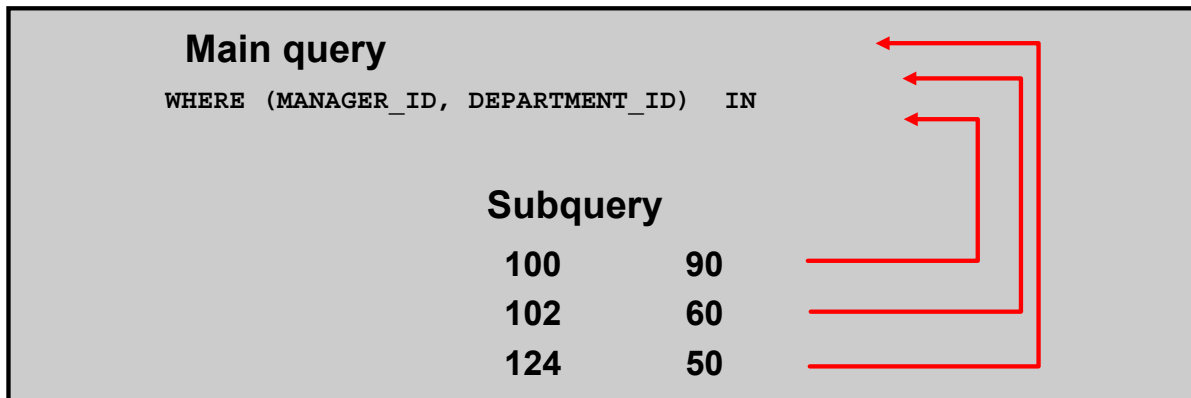 Main query
WHERE (MANAGER_ID, DEPARTMENT_ID) IN
Subquery
100 90
102 60
124 50